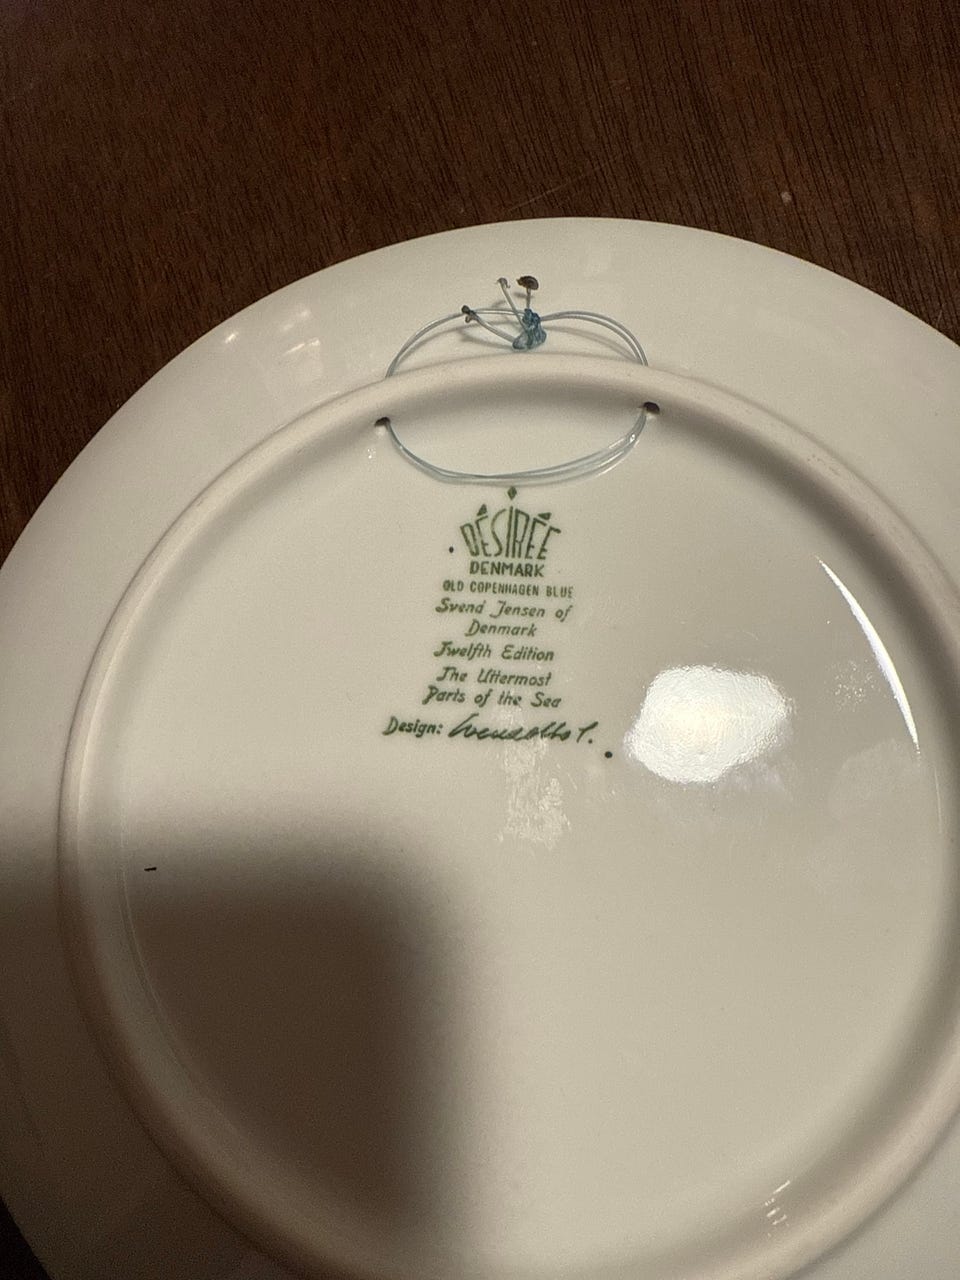 DÉSIRÉE
DENMARK
OLD COPENHAGEN BLUE
Svend Jensen of
Denmark
Twelfth Edition
The Uttermost
Parts of the Sea
Design: